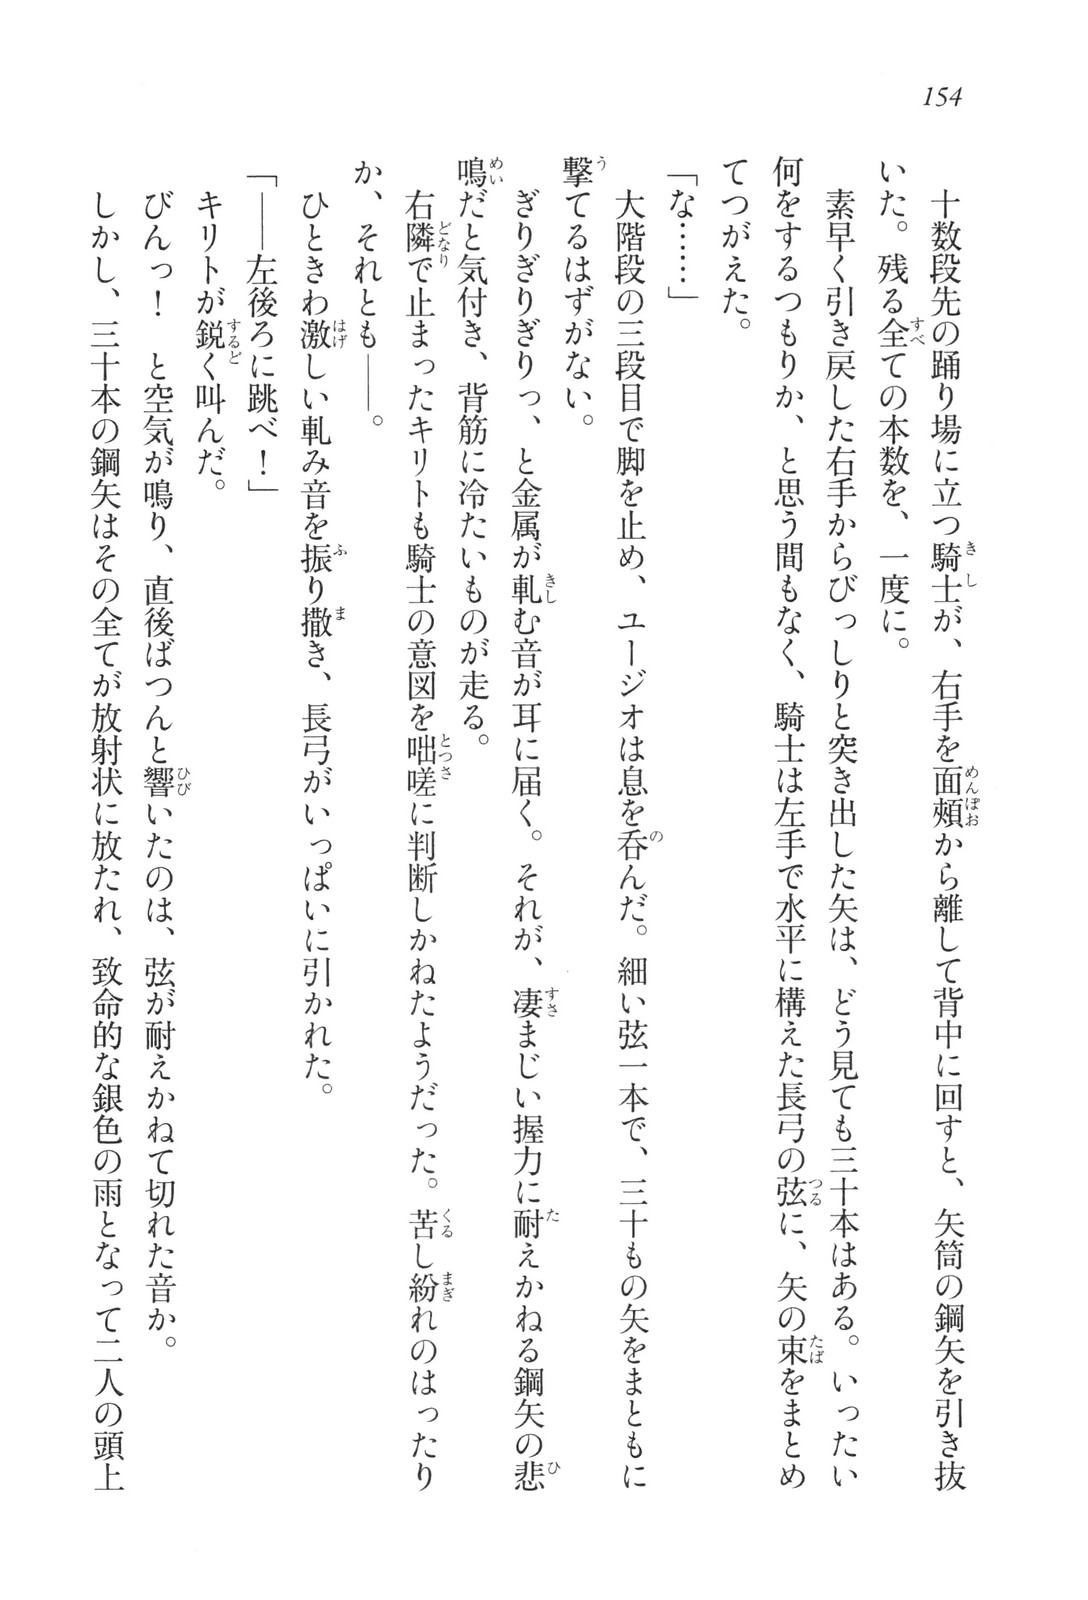 154
十数段先の踊り場に立つ騎士が、右手を面頰から離して背中に回すと、矢筒の鋼矢を引き抜
いた。残る全ての本数を、一度に。
素早く引き戻した右手からびっしりと突き出した矢は、どう見ても三十本はある。いったい
何をするつもりか、と思う間もなく、騎士は左手で水平に構えた長弓の弦に、矢の束をまとめ
てつがえた。
「な……」
大階段の三段目で脚を止め、ユージオは息を呑んだ。細い弦一本で、三十もの矢をまともに
撃てるはずがない。
ぎりぎりぎりっ、と金属が軋む音が耳に届く。それが、凄まじい握力に耐えかねる鋼矢の悲
鳴だと気付き、背筋に冷たいものが走る。
右隣で止まったキリトも騎士の意図を咄嗟に判断しかねたようだった。苦し紛れのはったり
か、それとも――。
ひときわ激しい軋み音を振り撒き、長弓がいっぱいに引かれた。
「――左後ろに跳べ！」
キリトが鋭く叫んだ。
びんっ！　と空気が鳴り、直後ばつんと響いたのは、弦が耐えかねて切れた音か。
しかし、三十本の鋼矢はその全てが放射状に放たれ、致命的な銀色の雨となって二人の頭上